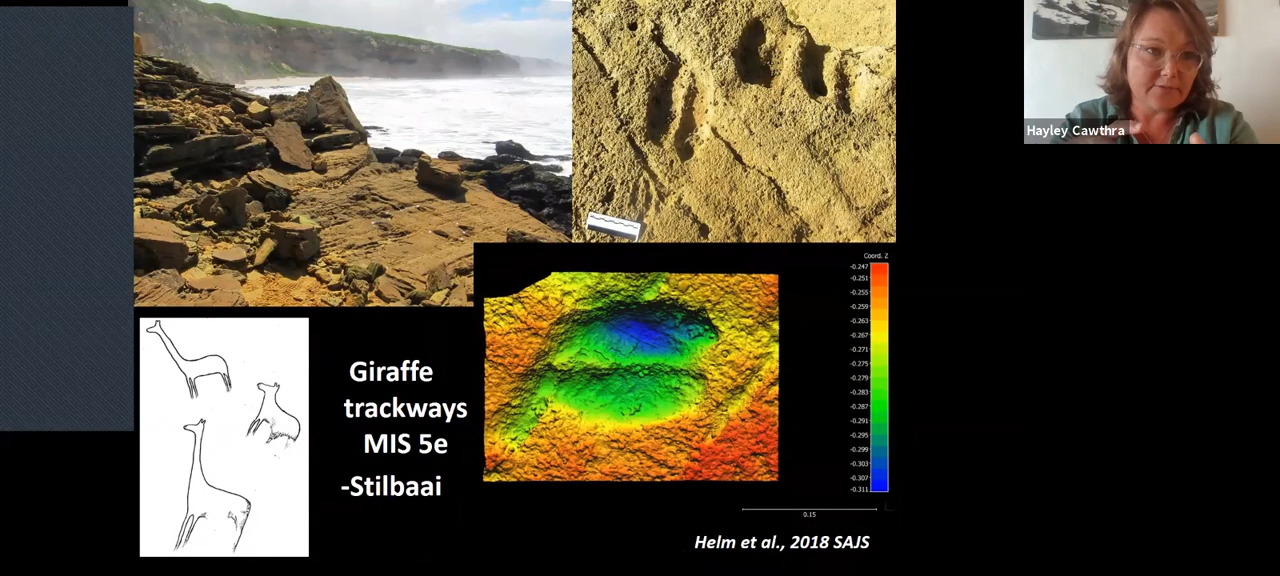 Hayley Cawthra
Coord. Z
-0.247
-0.251
-0.255
-0.259
-0.263
-0.267
-0.271
-0.275
-0.279
-0.283
-0.287
-0.291
-0.295
-0.299
-0.303
-0.307
-0.311
0.15
Giraffe
trackways
MIS 5e
-Stilbaai
Helm et al., 2018 SAJS